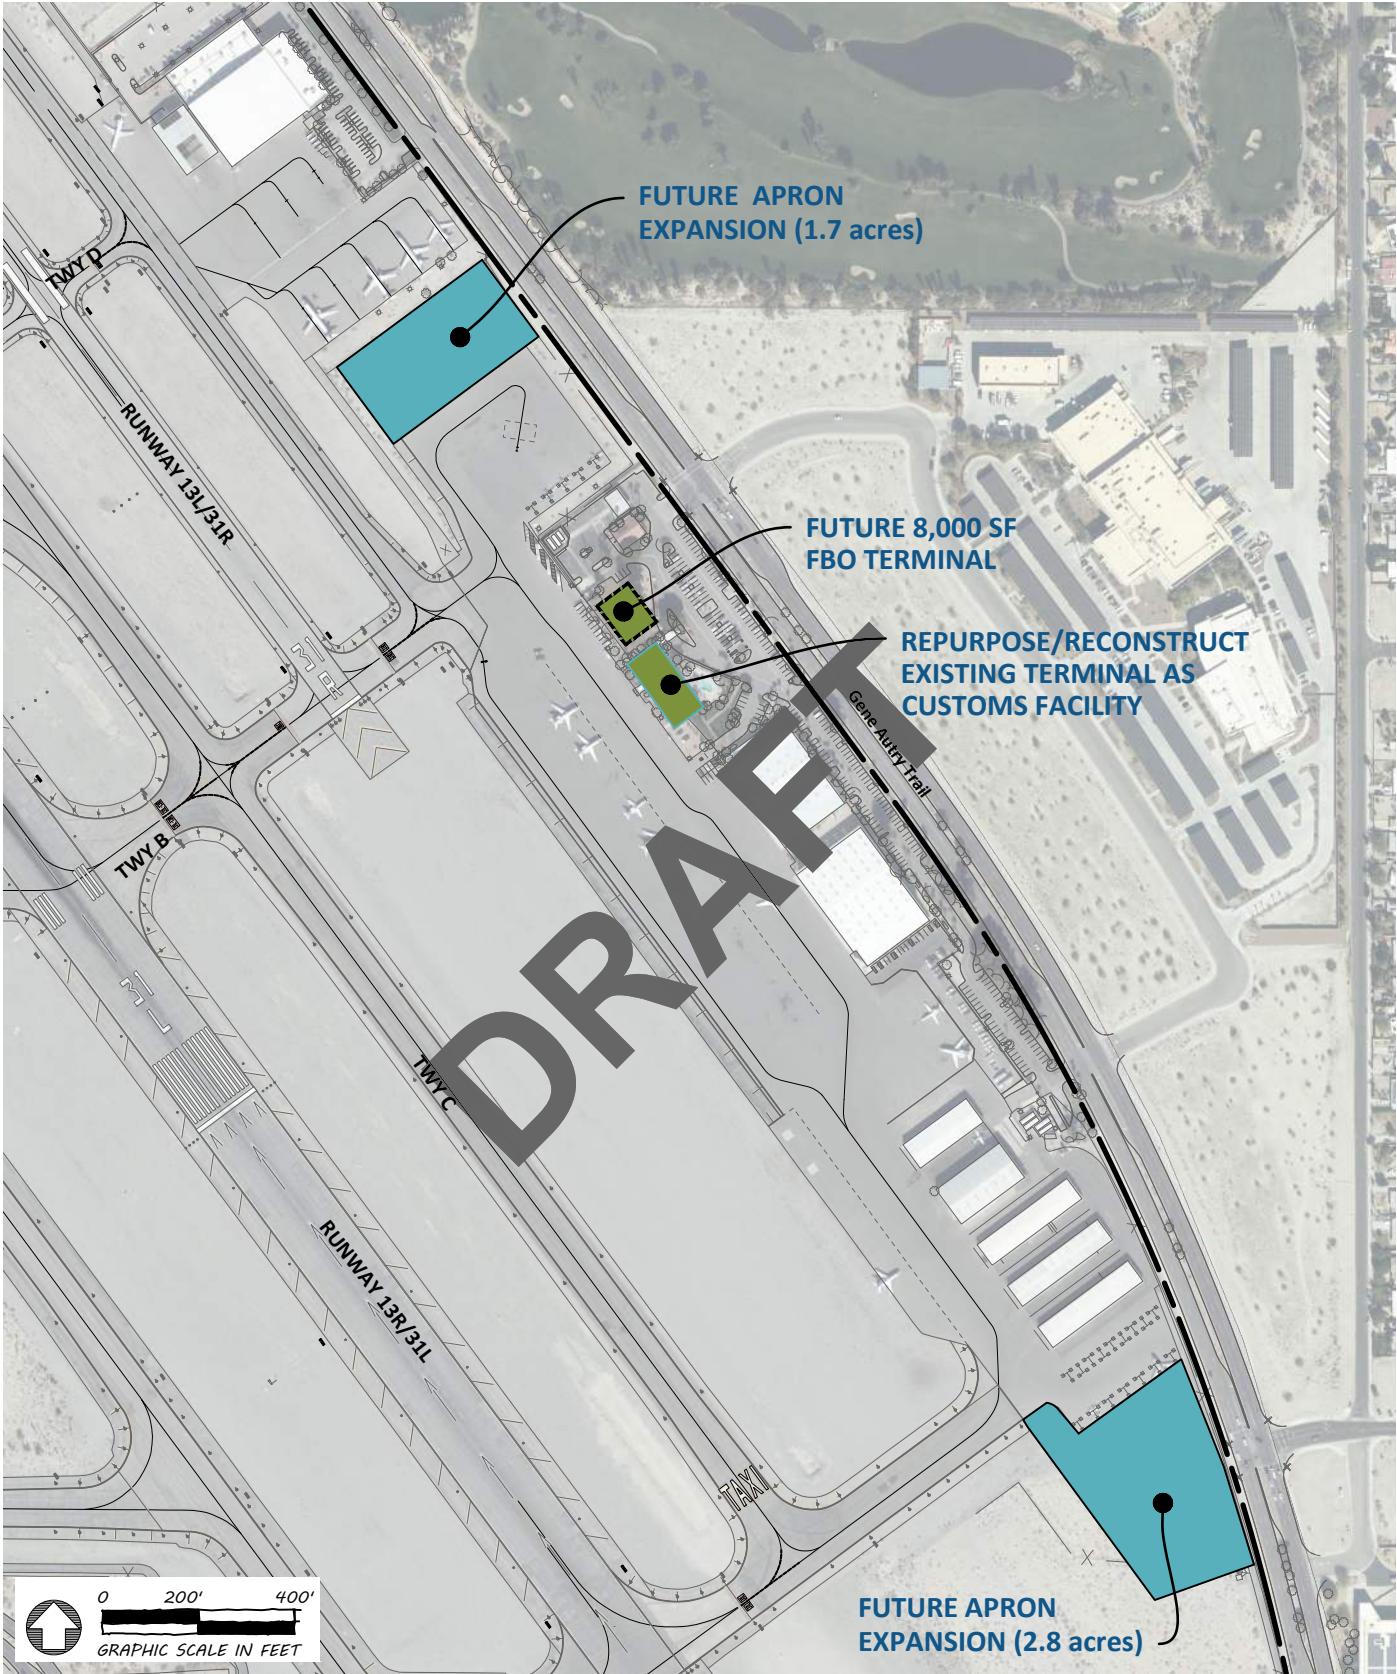 FUTURE APRON
EXPANSION (1.7 acres)
TWY D
RUNWAY 13L/31R
FUTURE 8,000 SF
FBO TERMINAL
REPURPOSE/RECONSTRUCT
EXISTING TERMINAL AS
CUSTOMS FACILITY
Gene Autry Trail
TWY B
DRAFT
TWY C
RUNWAY 13R/31L
TAXI
FUTURE APRON
EXPANSION (2.8 acres)
0 200' 400'
GRAPHIC SCALE IN FEET